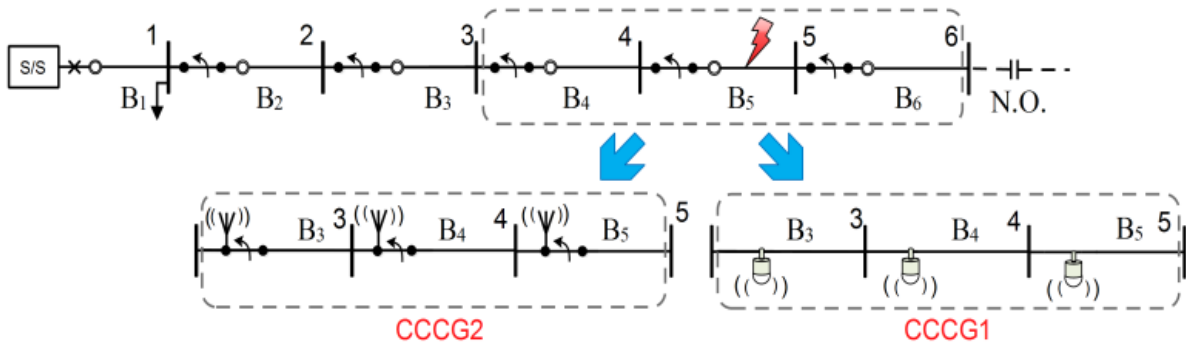 1 2 3 4 5 6
S/S
B₁ B₂ B₃ B₄ B₅ B₆ N.O.
((  )) B₃ 3 ((  )) B₄ 4 ((  )) B₅ 5 B₃ 3 B₄ 4 B₅ 5
((  )) ((  )) ((  ))
CCCG2 CCCG1